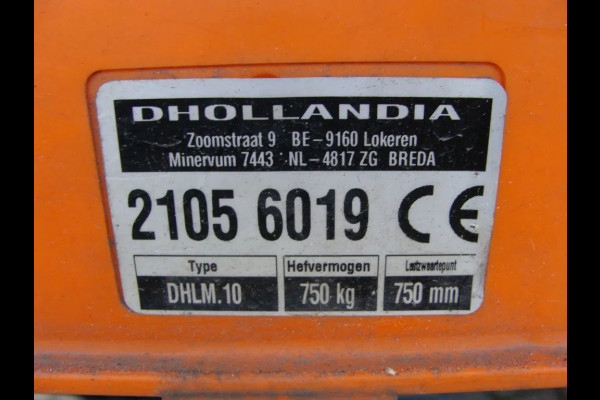 DHOLLANDIA
Zoomstraat 9 BE-9160 Lokeren
Minervum 7443 NL-4817 ZG BREDA
2105 6019 CE
Type Hefvermogen Lastzwaartepunt
DHLM.10 750 kg 750 mm